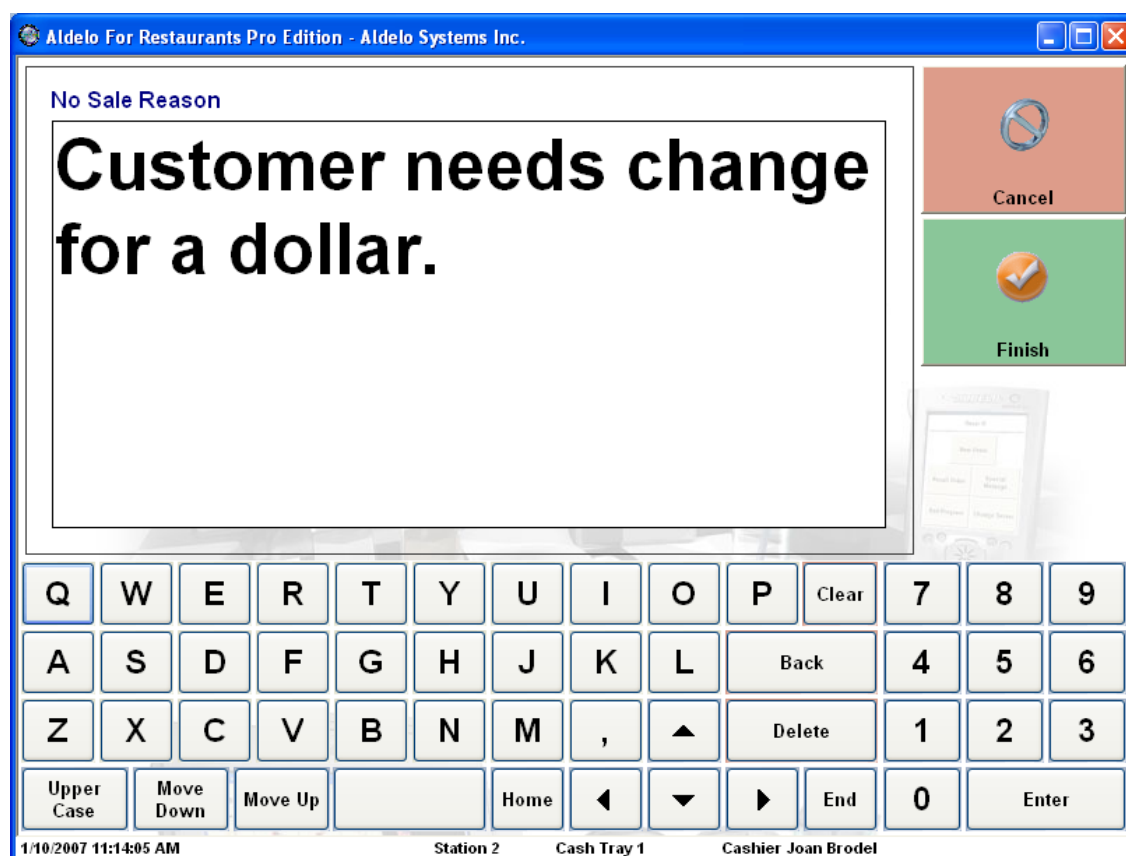 Aldelo For Restaurants Pro Edition - Aldelo Systems Inc.
No Sale Reason
Customer needs change
for a dollar.
Cancel
Finish
Q W E R T Y U I O P Clear 7 8 9
A S D F G H J K L Back 4 5 6
Z X C V B N M , Delete 1 2 3
Upper
Case
Move
Down
Move Up
Home
End
0
Enter
1/10/2007 11:14:05 AM Station 2 Cash Tray 1 Cashier Joan Brodel